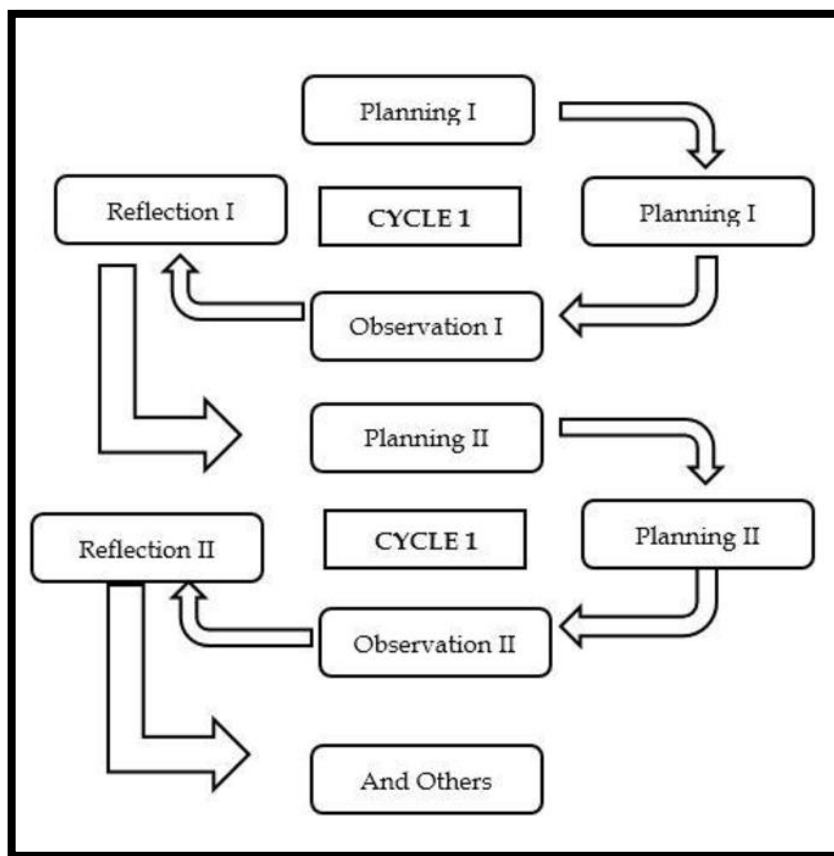 Planning I
Reflection I
CYCLE 1
Planning I
Observation I
Planning II
Reflection II
CYCLE 1
Planning II
Observation II
And Others